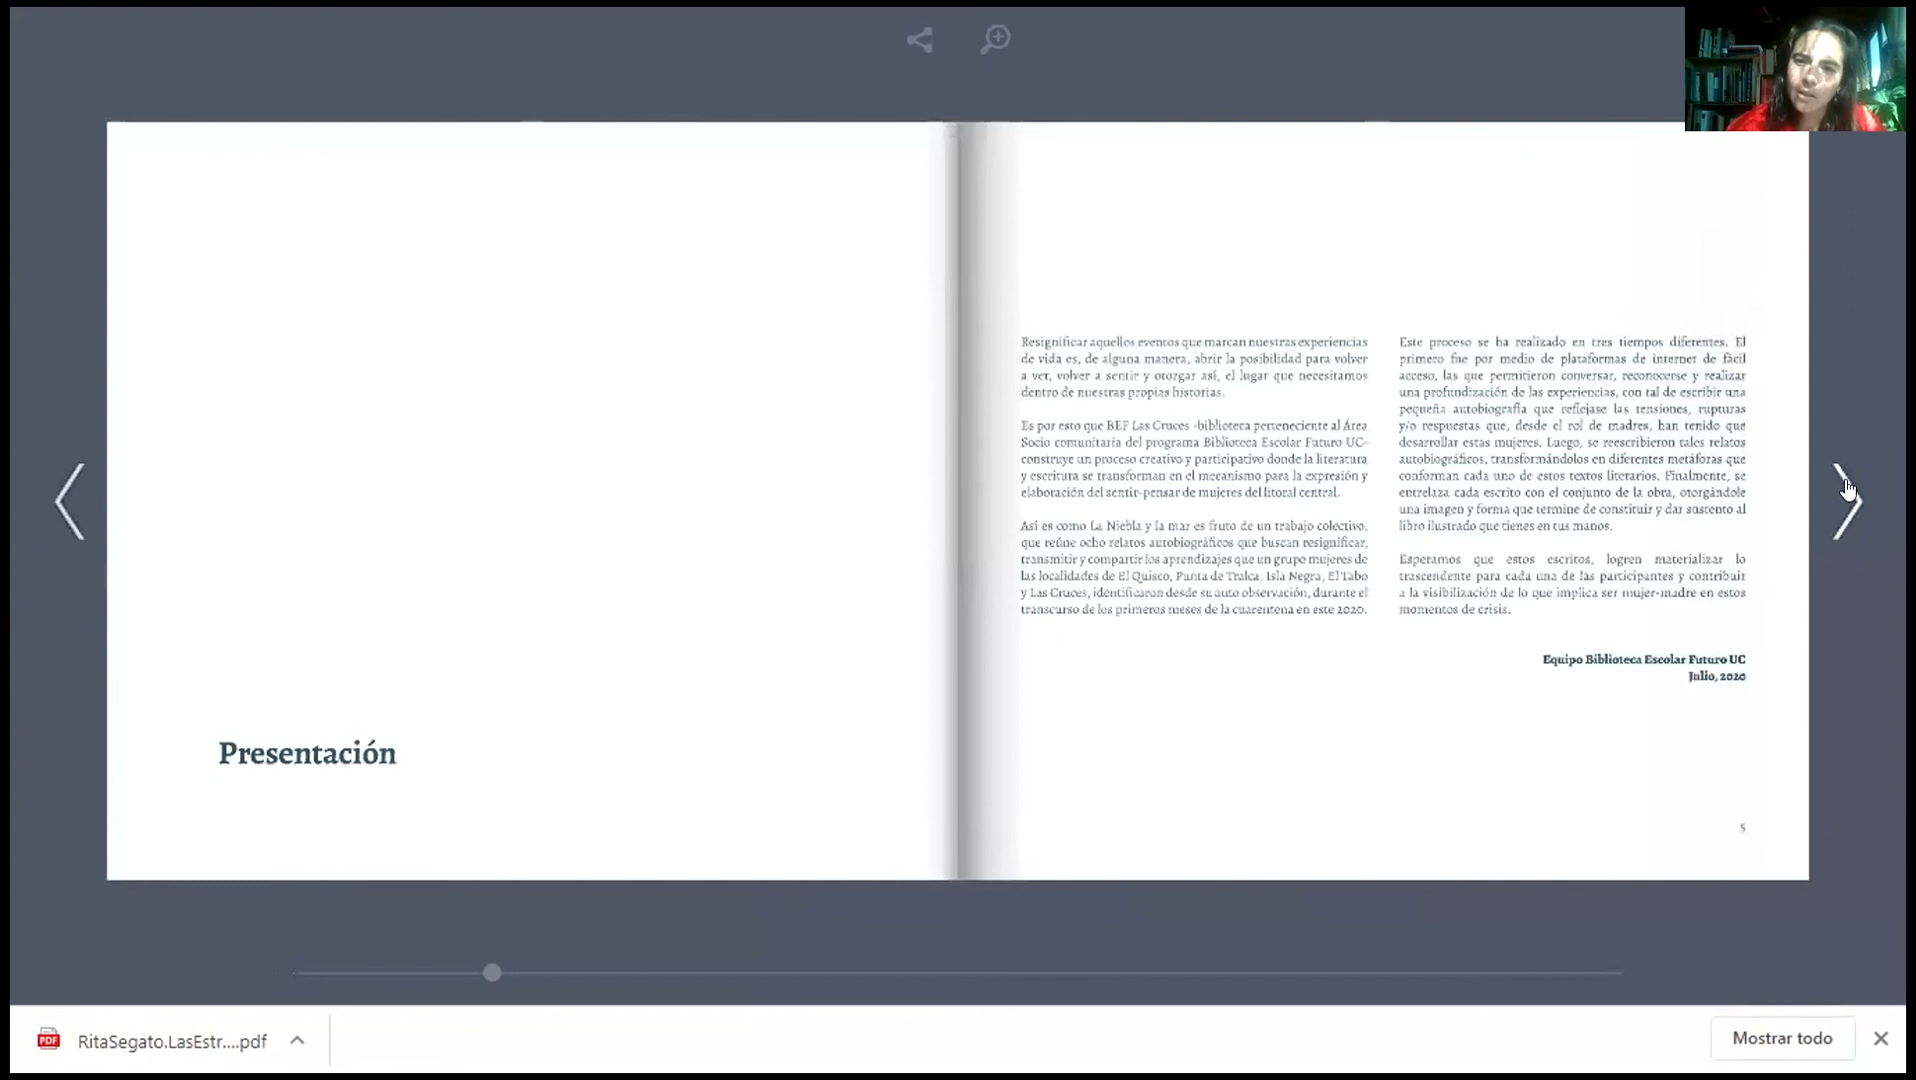 Presentación
Resignificar aquellos eventos que marcan nuestras experiencias
de vida es, de alguna manera, abrir la posibilidad para volver
a ver, volver a sentir y otorgar así, el lugar que necesitamos
dentro de nuestras propias historias.
Es por esto que BEF Las Cruces -biblioteca perteneciente al Área
Socio comunitaria del programa Biblioteca Escolar Futuro UC-
construye un proceso creativo y participativo donde la literatura
y escritura se transforman en el mecanismo para la expresión y
elaboración del sentir-pensar de mujeres del litoral central.
Así es como La Niebla y la mar es fruto de un trabajo colectivo,
que reúne ocho relatos autobiográficos que buscan resignificar,
transmitir y compartir los aprendizajes que un grupo mujeres de
las localidades de El Quisco, Punta de Tralca, Isla Negra, El Tabo
y Las Cruces, identificaron desde su auto observación, durante el
transcurso de los primeros meses de la cuarentena en este 2020.
Este proceso se ha realizado en tres tiempos diferentes. El
primero fue por medio de plataformas de internet de fácil
acceso, las que permitieron conversar, reconocerse y realizar
una profundización de las experiencias, con tal de escribir una
pequeña autobiografía que reflejase las tensiones, rupturas
y/o respuestas que, desde el rol de madres, han tenido que
desarrollar estas mujeres. Luego, se reescribieron tales relatos
autobiográficos, transformándolos en diferentes metáforas que
conforman cada uno de estos textos literarios. Finalmente, se
entrelaza cada escrito con el conjunto de la obra, otorgándole
una imagen y forma que termine de constituir y dar sustento al
libro ilustrado que tienes en tus manos.
Esperamos que estos escritos, logren materializar lo
trascendente para cada una de las participantes y contribuir
a la visibilización de lo que implica ser mujer-madre en estos
momentos de crisis.
Equipo Biblioteca Escolar Futuro UC
Julio, 2020
5
PDF
RitaSegato.LasEstr....pdf
Mostrar todo